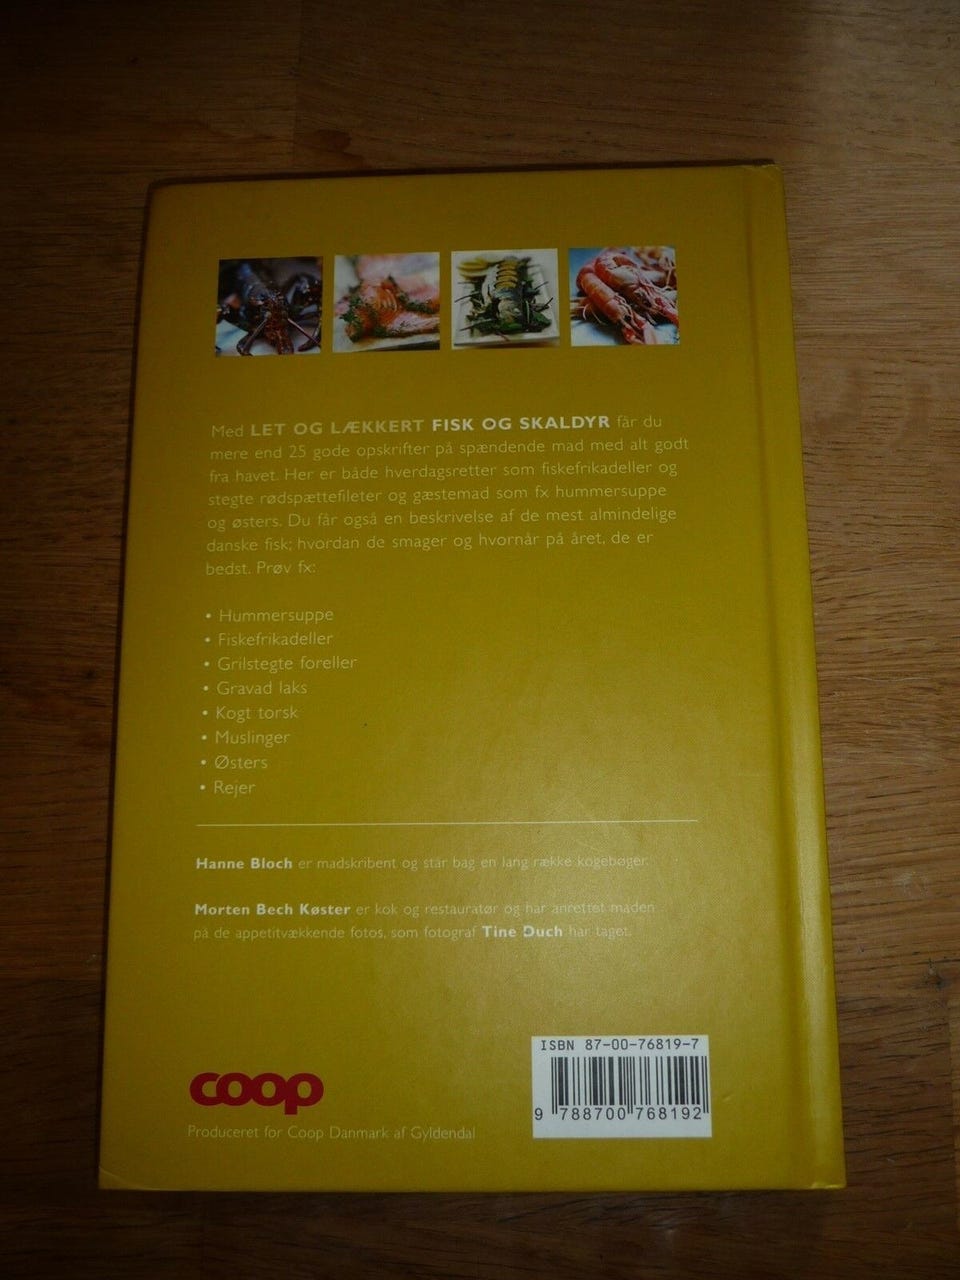 Med LET OG LÆKKERT FISK OG SKALDYR får du
mere end 25 gode opskrifter på spændende mad med alt godt
fra havet. Her er både hverdagsretter som fiskefrikadeller og
stegte rødspættefileter og gæstemad som fx hummersuppe
og østers. Du får også en beskrivelse af de mest almindelige
danske fisk; hvordan de smager og hvornår på året, de er
bedst. Prøv fx:
• Hummersuppe
• Fiskefrikadeller
• Grilstegte foreller
• Gravad laks
• Kogt torsk
• Muslinger
• Østers
• Rejer
Hanne Bloch er madskribent og står bag en lang række kogebøger.
Morten Bech Køster er kok og restauratør og har anrettet maden
på de appetitvækkende fotos, som fotograf Tine Duch har taget.
coop
Produceret for Coop Danmark af Gyldendal
ISBN 87-00-76819-7
9 788700 768192